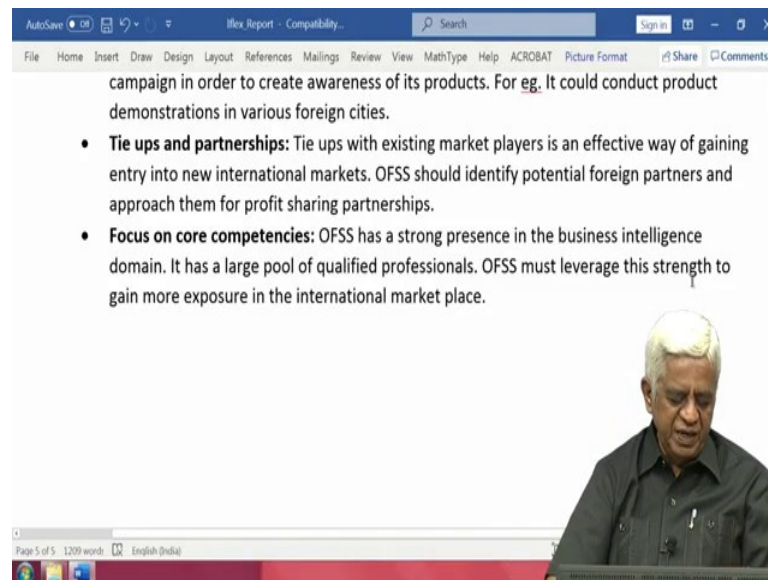 AutoSave Off Iflex_Report - Compatibility... Search Sign in
File Home Insert Draw Design Layout References Mailings Review View MathType Help ACROBAT Picture Format Share Comments
campaign in order to create awareness of its products. For eg. It could conduct product
demonstrations in various foreign cities.
• Tie ups and partnerships: Tie ups with existing market players is an effective way of gaining
entry into new international markets. OFSS should identify potential foreign partners and
approach them for profit sharing partnerships.
• Focus on core competencies: OFSS has a strong presence in the business intelligence
domain. It has a large pool of qualified professionals. OFSS must leverage this strength to
gain more exposure in the international market place.
Page 5 of 5 1209 words English (India)